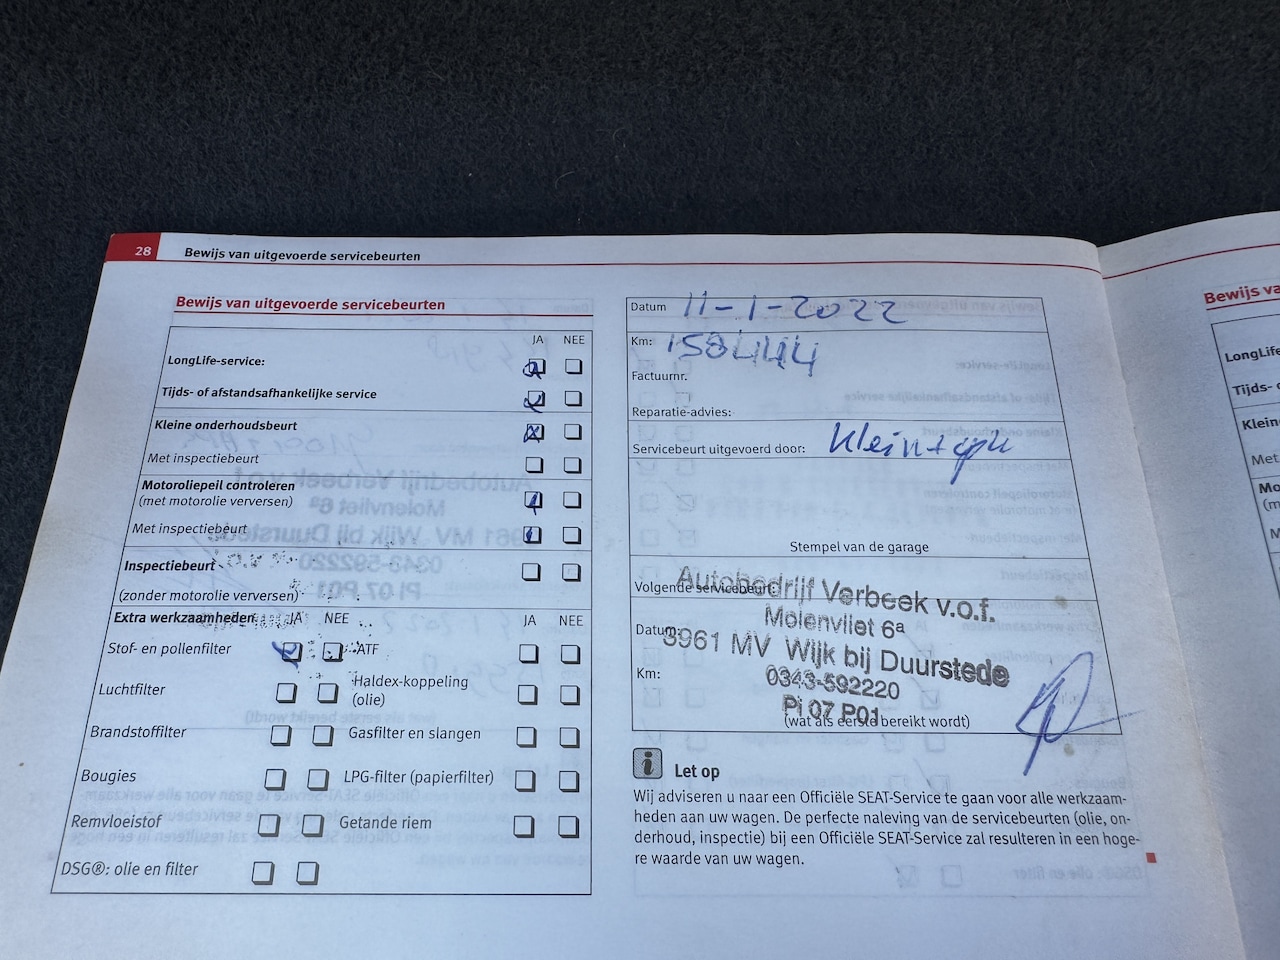 28 Bewijs van uitgevoerde servicebeurten
Bewijs van uitgevoerde servicebeurten
JA NEE
LongLife-service:
Tijds- of afstandsafhankelijke service
Kleine onderhoudsbeurt
Met inspectiebeurt
Motoroliepeil controleren
(met motorolie verversen)
Met inspectiebeurt
Inspectiebeurt
(zonder motorolie verversen)
Extra werkzaamheden JA NEE JA NEE
Stof- en pollenfilter ATF
Luchtfilter Haldex-koppeling
(olie)
Brandstoffilter Gasfilter en slangen
Bougies LPG-filter (papierfilter)
Remvloeistof Getande riem
DSG®: olie en filter
Datum 11-1-2022
Km: 158444
Factuurnr.
Reparatie-advies:
Servicebeurt uitgevoerd door:
Stempel van de garage
Volgende servicebeurt:
Autobedrijf Verbeek v.o.f.
Molenvliet 6a
Datum:
3961 MV Wijk bij Duurstede
Km:
0343-592220
Pi 07 P01
(wat als eerste bereikt wordt)
i Let op
Wij adviseren u naar een Officiële SEAT-Service te gaan voor alle werkzaam-
heden aan uw wagen. De perfecte naleving van de servicebeurten (olie, on-
derhoud, inspectie) bij een Officiële SEAT-Service zal resulteren in een hoge-
re waarde van uw wagen.
Bewijs va
LongLife
Tijds-
Klein
Met
Mo
(m